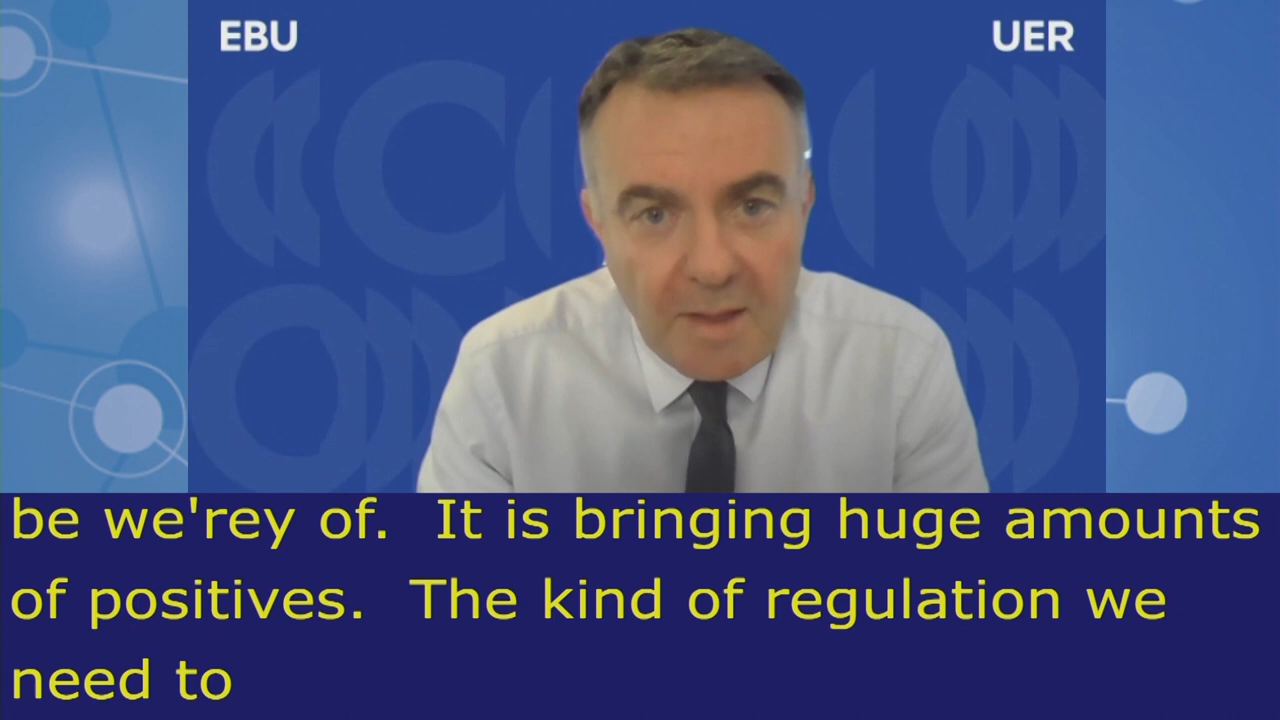 EBU UER
be we'rey of.  It is bringing huge amounts
of positives.  The kind of regulation we
need to